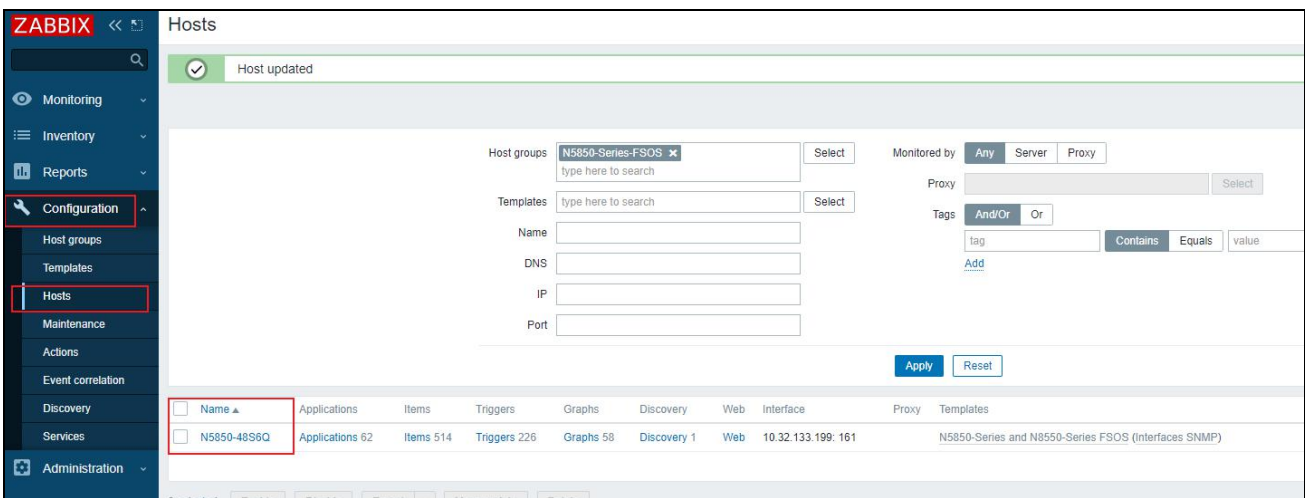 ZABBIX
Hosts
Host updated
Monitoring
Inventory
Reports
Configuration
Host groups
Templates
Hosts
Maintenance
Actions
Event correlation
Discovery
Services
Administration
Host groups N5850-Series-FSOS Select
type here to search
Templates type here to search Select
Name
DNS
IP
Port
Monitored by Any Server Proxy
Proxy Select
Tags And/Or Or
tag Contains Equals value
Add
Apply Reset
Name Applications Items Triggers Graphs Discovery Web Interface Proxy Templates
N5850-48S6Q Applications 62 Items 514 Triggers 226 Graphs 58 Discovery 1 Web 10.32.133.199: 161 N5850-Series and N8550-Series FSOS (Interfaces SNMP)